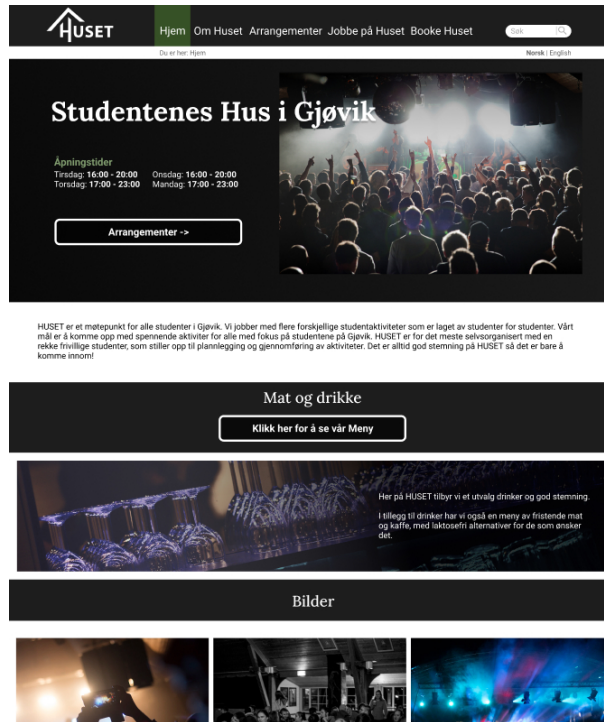 HUSET
Hjem Om Huset Arrangementer Jobbe på Huset Booke Huset
Søk
Du er her: Hjem
Norsk | English
Studentenes Hus i Gjøvik
Åpningstider
Tirsdag: 16:00 - 20:00 Onsdag: 16:00 - 20:00
Torsdag: 17:00 - 23:00 Mandag: 17:00 - 23:00
Arrangementer ->
HUSET er et møtepunkt for alle studenter i Gjøvik. Vi jobber med flere forskjellige studentaktiviteter som er laget av studenter for studenter. Vårt
mål er å komme opp med spennende aktiviter for alle med fokus på studentene på Gjøvik. HUSET er for det meste selvsorganisert med en
rekke frivillige studenter, som stiller opp til plannlegging og gjennomføring av aktiviteter. Det er alltid god stemning på HUSET så det er bare å
komme innom!
Mat og drikke
Klikk her for å se vår Meny
Her på HUSET tilbyr vi et utvalg drinker og god stemning.
I tillegg til drinker har vi også en meny av fristende mat
og kaffe, med laktosefri alternativer for de som ønsker
det.
Bilder